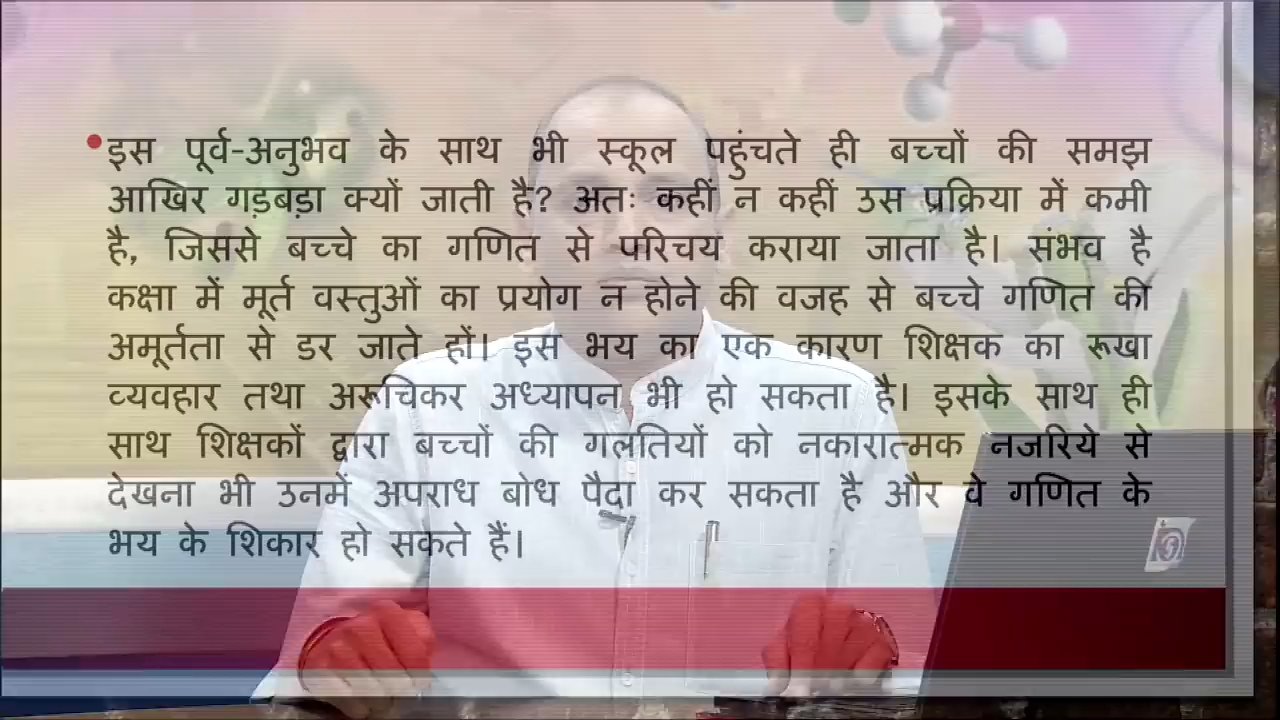 •इस पूर्व-अनुभव के साथ भी स्कूल पहुंचते ही बच्चों की समझ
आखिर गड़बड़ा क्यों जाती है? अतः कहीं न कहीं उस प्रक्रिया में कमी
है, जिससे बच्चे का गणित से परिचय कराया जाता है। संभव है
कक्षा में मूर्त वस्तुओं का प्रयोग न होने की वजह से बच्चे गणित की
अमूर्तता से डर जाते हों। इस भय का एक कारण शिक्षक का रूखा
व्यवहार तथा अरूचिकर अध्यापन भी हो सकता है। इसके साथ ही
साथ शिक्षकों द्वारा बच्चों की गलतियों को नकारात्मक नजरिये से
देखना भी उनमें अपराध बोध पैदा कर सकता है और वे गणित के
भय के शिकार हो सकते हैं।